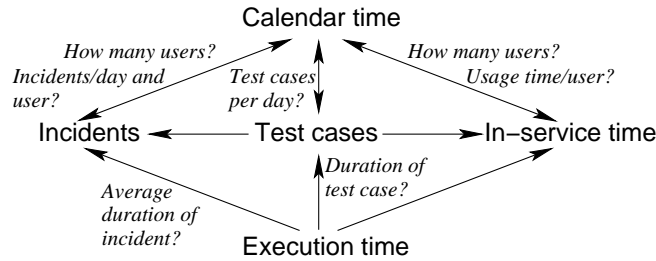 Calendar time
How many users?
Incidents/day and
user?
Test cases
per day?
How many users?
Usage time/user?
Incidents
Test cases
In−service time
Average
duration of
incident?
Duration of
test case?
Execution time